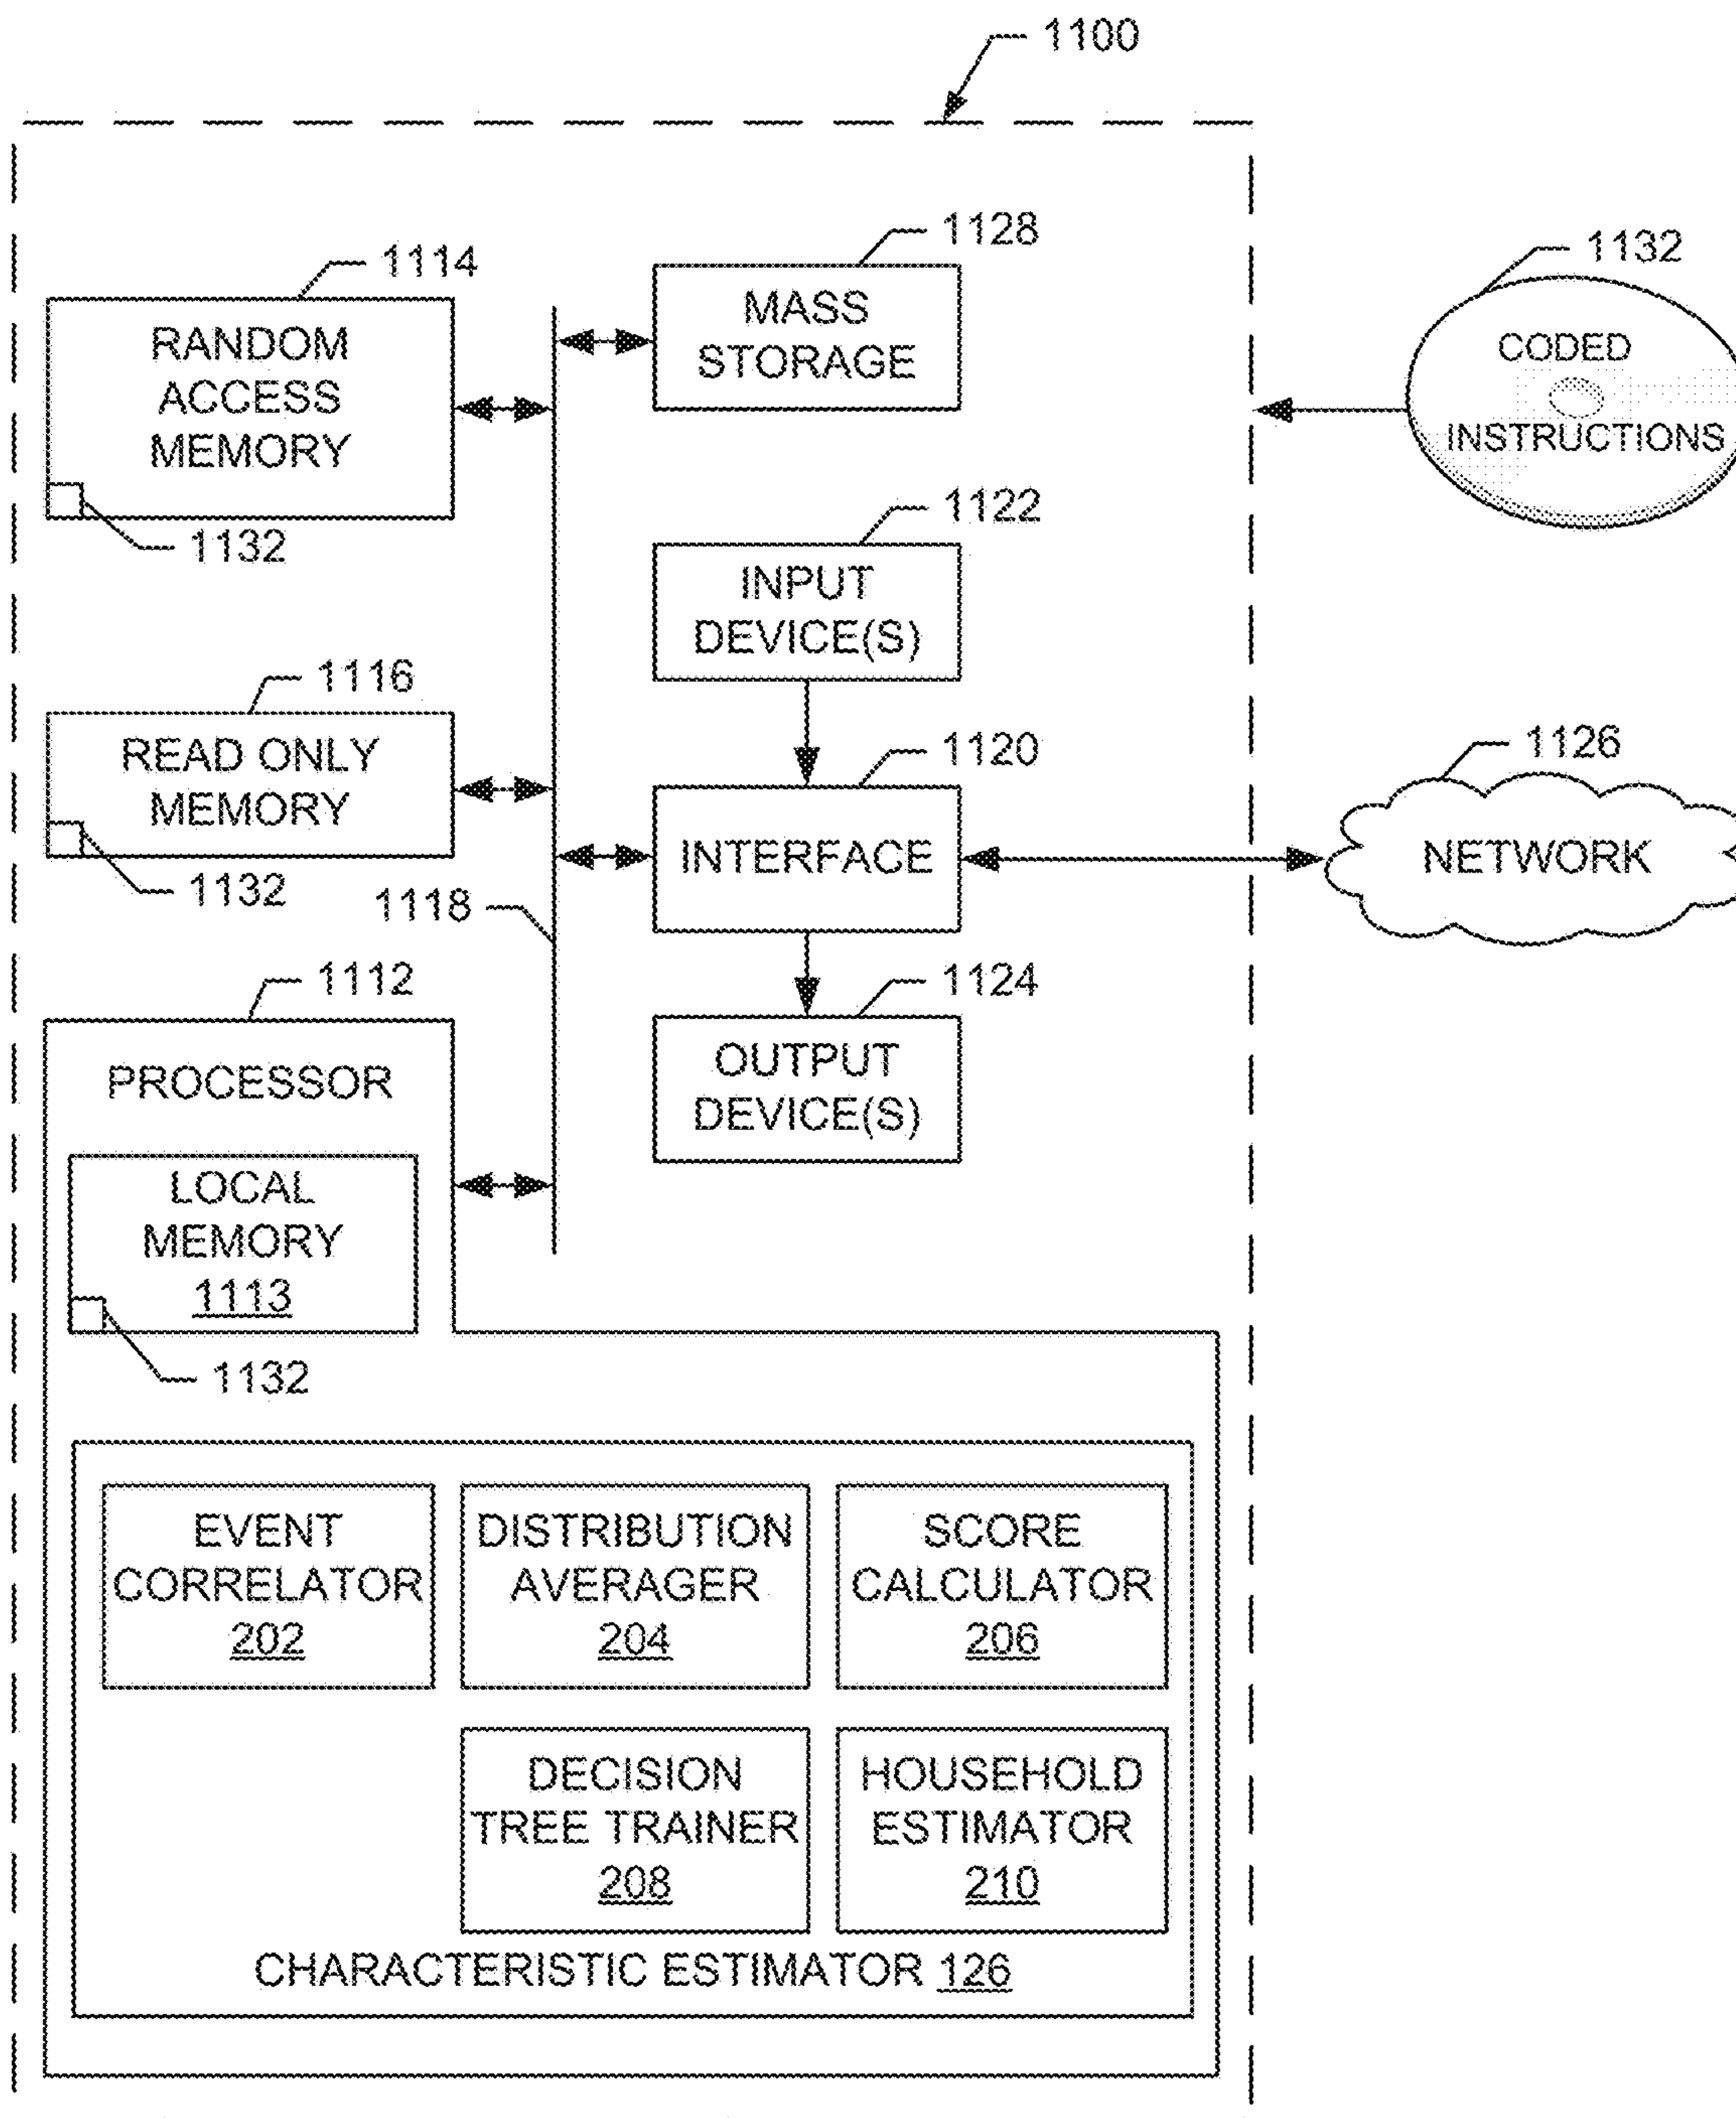 1100
1114
RANDOM
ACCESS
MEMORY
1132
1128
MASS
STORAGE
1132
CODED
INSTRUCTIONS
1122
INPUT
DEVICE(S)
1116
READ ONLY
MEMORY
1132
1118
1120
INTERFACE
1126
NETWORK
1124
OUTPUT
DEVICE(S)
1112
PROCESSOR
LOCAL
MEMORY
1113
1132
EVENT
CORRELATOR
202
DISTRIBUTION
AVERAGER
204
SCORE
CALCULATOR
206
DECISION
TREE TRAINER
208
HOUSEHOLD
ESTIMATOR
210
CHARACTERISTIC ESTIMATOR 126